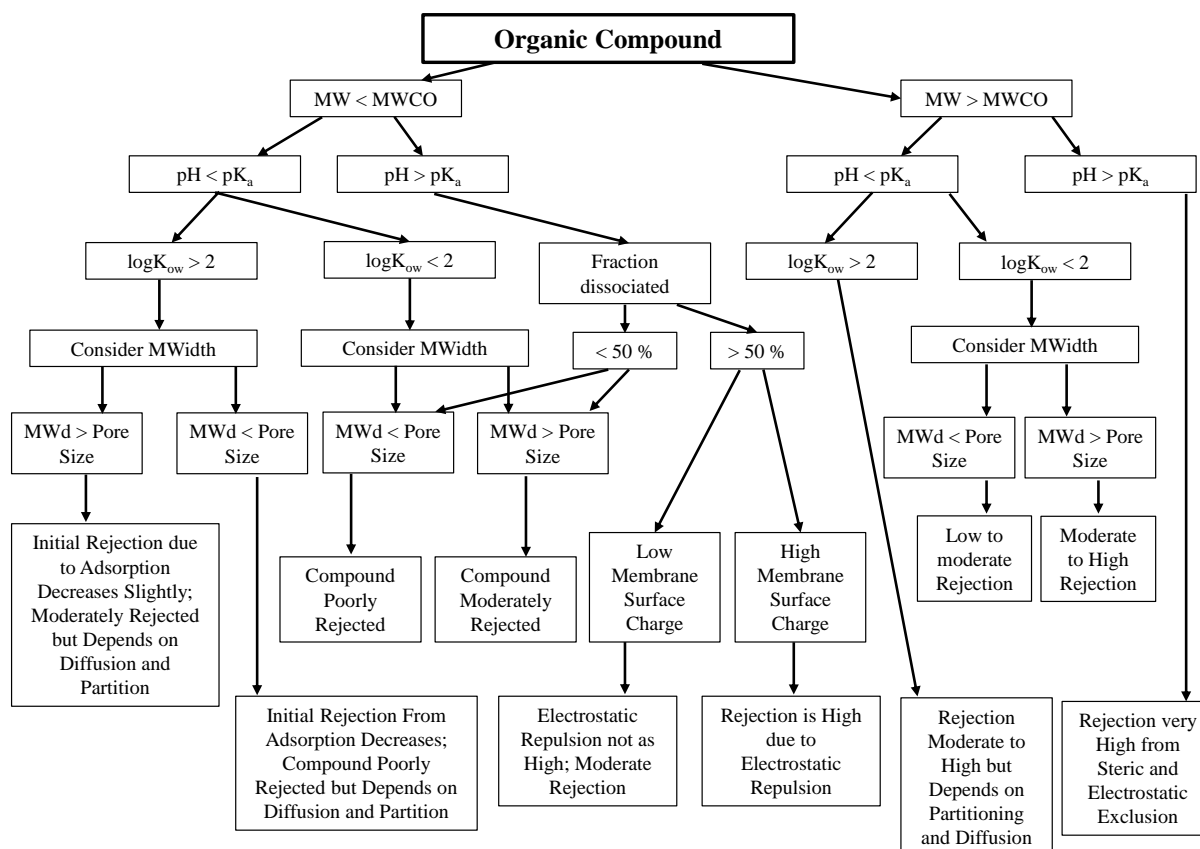 Organic Compound
MW < MWCO
MW > MWCO
pH < pKₐ
pH > pKₐ
pH < pKₐ
pH > pKₐ
logKₒw > 2
logKₒw < 2
Fraction
dissociated
logKₒw > 2
logKₒw < 2
Consider MWidth
Consider MWidth
< 50 %
> 50 %
Consider MWidth
MWd > Pore
Size
MWd < Pore
Size
MWd < Pore
Size
MWd > Pore
Size
MWd < Pore
Size
MWd > Pore
Size
Initial Rejection due
to Adsorption
Decreases Slightly;
Moderately Rejected
but Depends on
Diffusion and
Partition
Compound
Poorly
Rejected
Compound
Moderately
Rejected
Low
Membrane
Surface
Charge
High
Membrane
Surface
Charge
Low to
moderate
Rejection
Moderate
to High
Rejection
Initial Rejection From
Adsorption Decreases;
Compound Poorly
Rejected but Depends on
Diffusion and Partition
Electrostatic
Repulsion not as
High; Moderate
Rejection
Rejection is High
due to
Electrostatic
Repulsion
Rejection
Moderate to
High but
Depends on
Partitioning
and Diffusion
Rejection very
High from
Steric and
Electrostatic
Exclusion